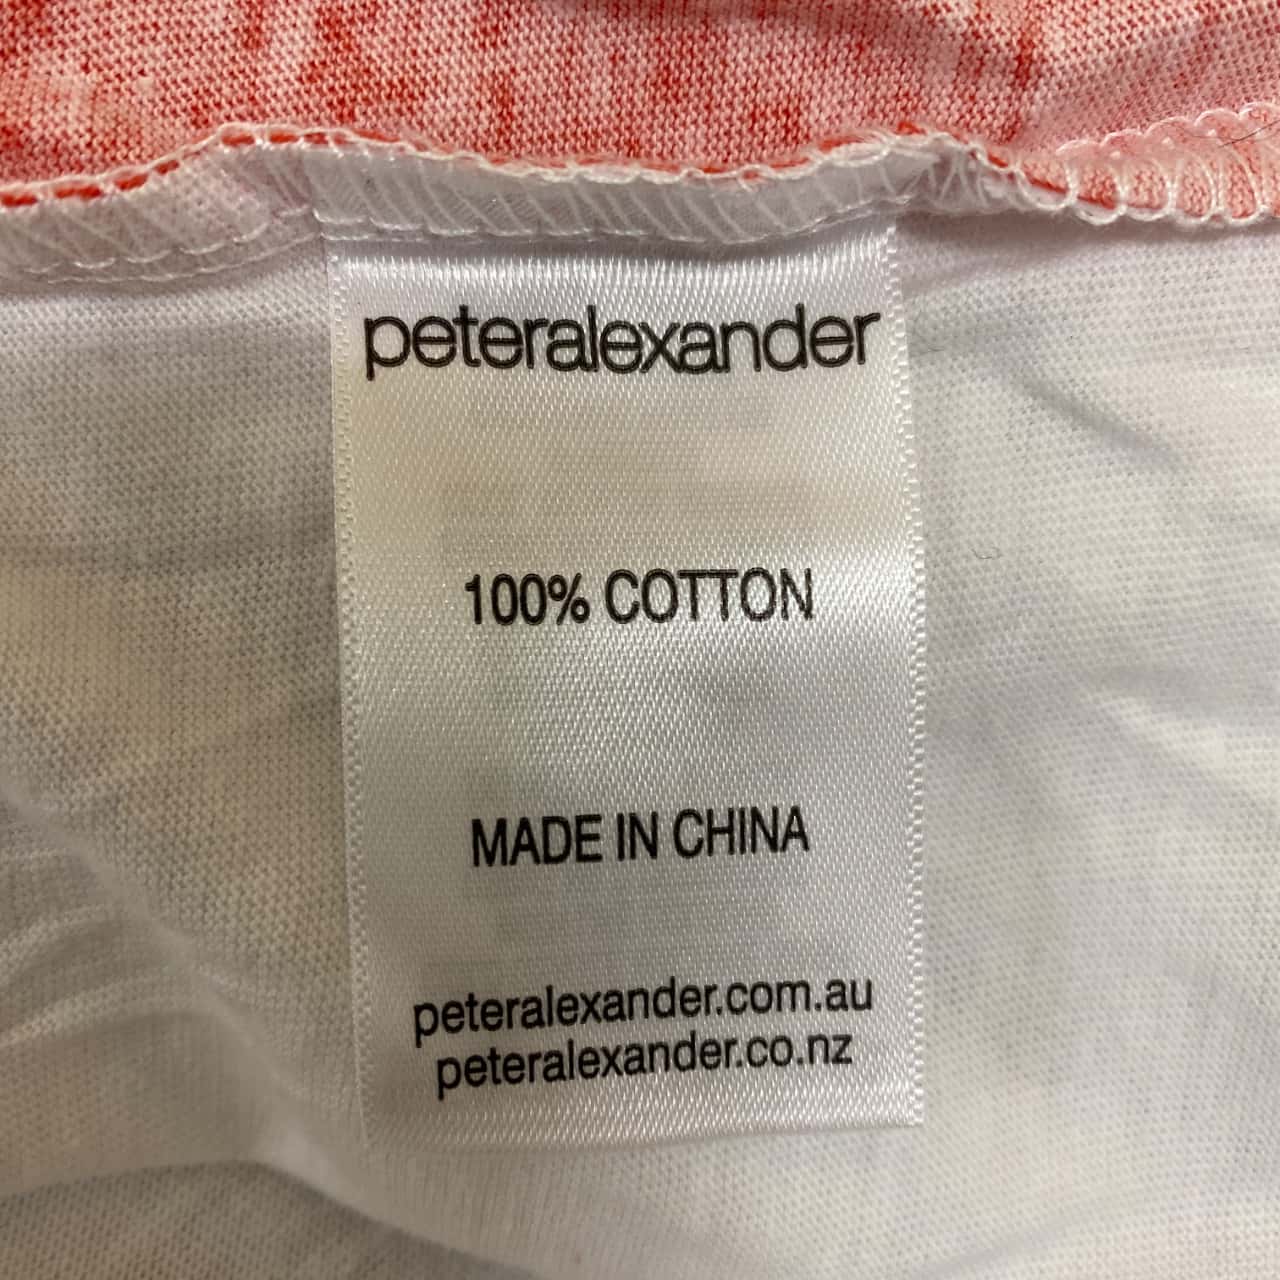 peteralexander
100% COTTON
MADE IN CHINA
peteralexander.com.au
peteralexander.co.nz